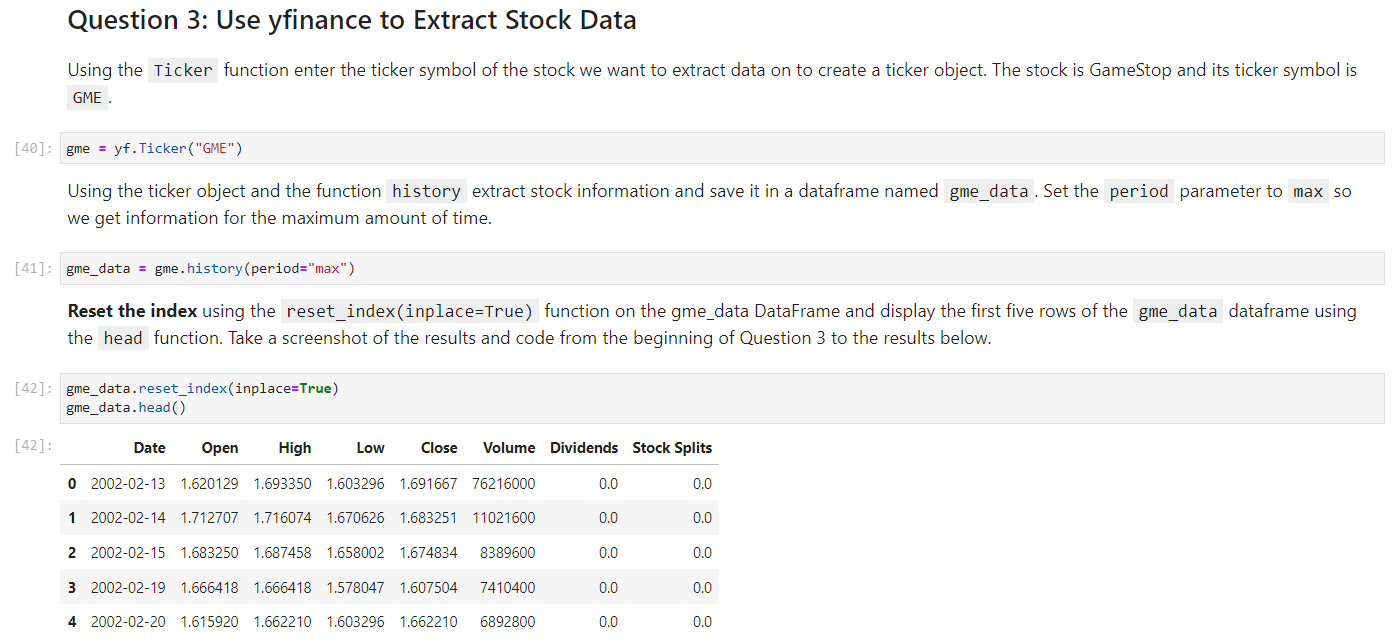 Question 3: Use yfinance to Extract Stock Data
Using the Ticker function enter the ticker symbol of the stock we want to extract data on to create a ticker object. The stock is GameStop and its ticker symbol is
GME .
[40]: gme = yf.Ticker("GME")
Using the ticker object and the function history extract stock information and save it in a dataframe named gme_data . Set the period parameter to max so
we get information for the maximum amount of time.
[41]: gme_data = gme.history(period="max")
Reset the index using the reset_index(inplace=True) function on the gme_data DataFrame and display the first five rows of the gme_data dataframe using
the head function. Take a screenshot of the results and code from the beginning of Question 3 to the results below.
[42]: gme_data.reset_index(inplace=True)
gme_data.head()
[42]: Date Open High Low Close Volume Dividends Stock Splits
0 2002-02-13 1.620129 1.693350 1.603296 1.691667 76216000 0.0 0.0
1 2002-02-14 1.712707 1.716074 1.670626 1.683251 11021600 0.0 0.0
2 2002-02-15 1.683250 1.687458 1.658002 1.674834 8389600 0.0 0.0
3 2002-02-19 1.666418 1.666418 1.578047 1.607504 7410400 0.0 0.0
4 2002-02-20 1.615920 1.662210 1.603296 1.662210 6892800 0.0 0.0